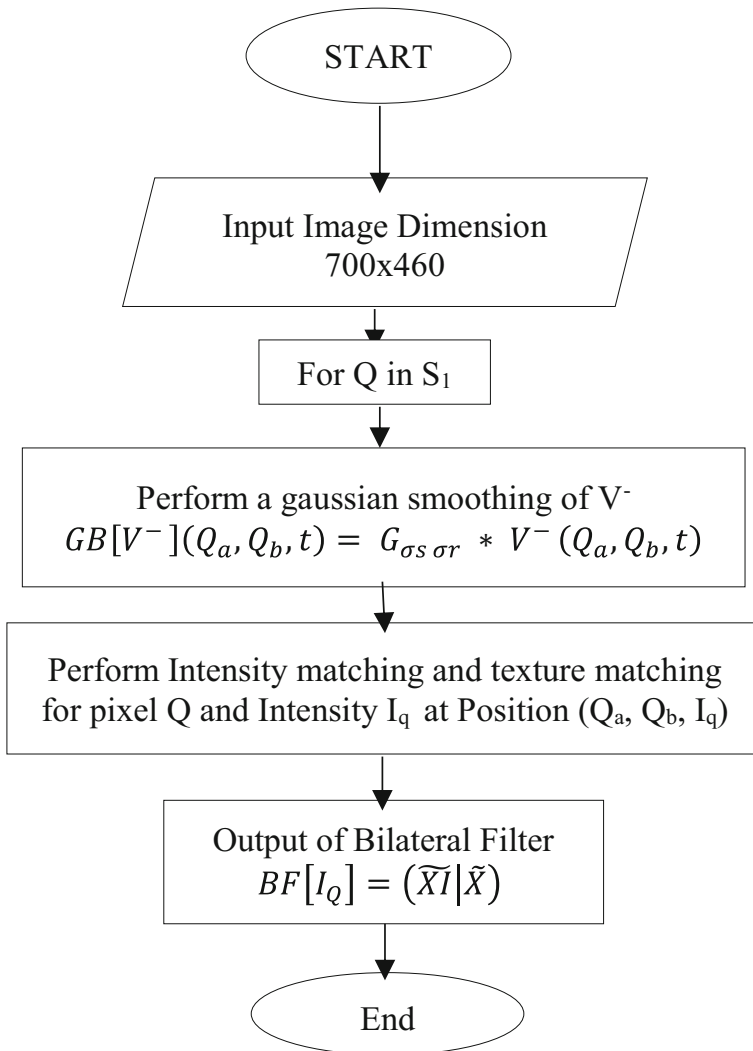 START
Input Image Dimension
700x460
For Q in S₁
Perform a gaussian smoothing of V⁻
GB[V⁻](Qₐ, Q_b, t) = G_{σs σr} * V⁻ (Qₐ, Q_b, t)
Perform Intensity matching and texture matching
for pixel Q and Intensity I_q at Position (Qₐ, Q_b, I_q)
Output of Bilateral Filter
BF[I_Q] = (X͠I|X̃)
End